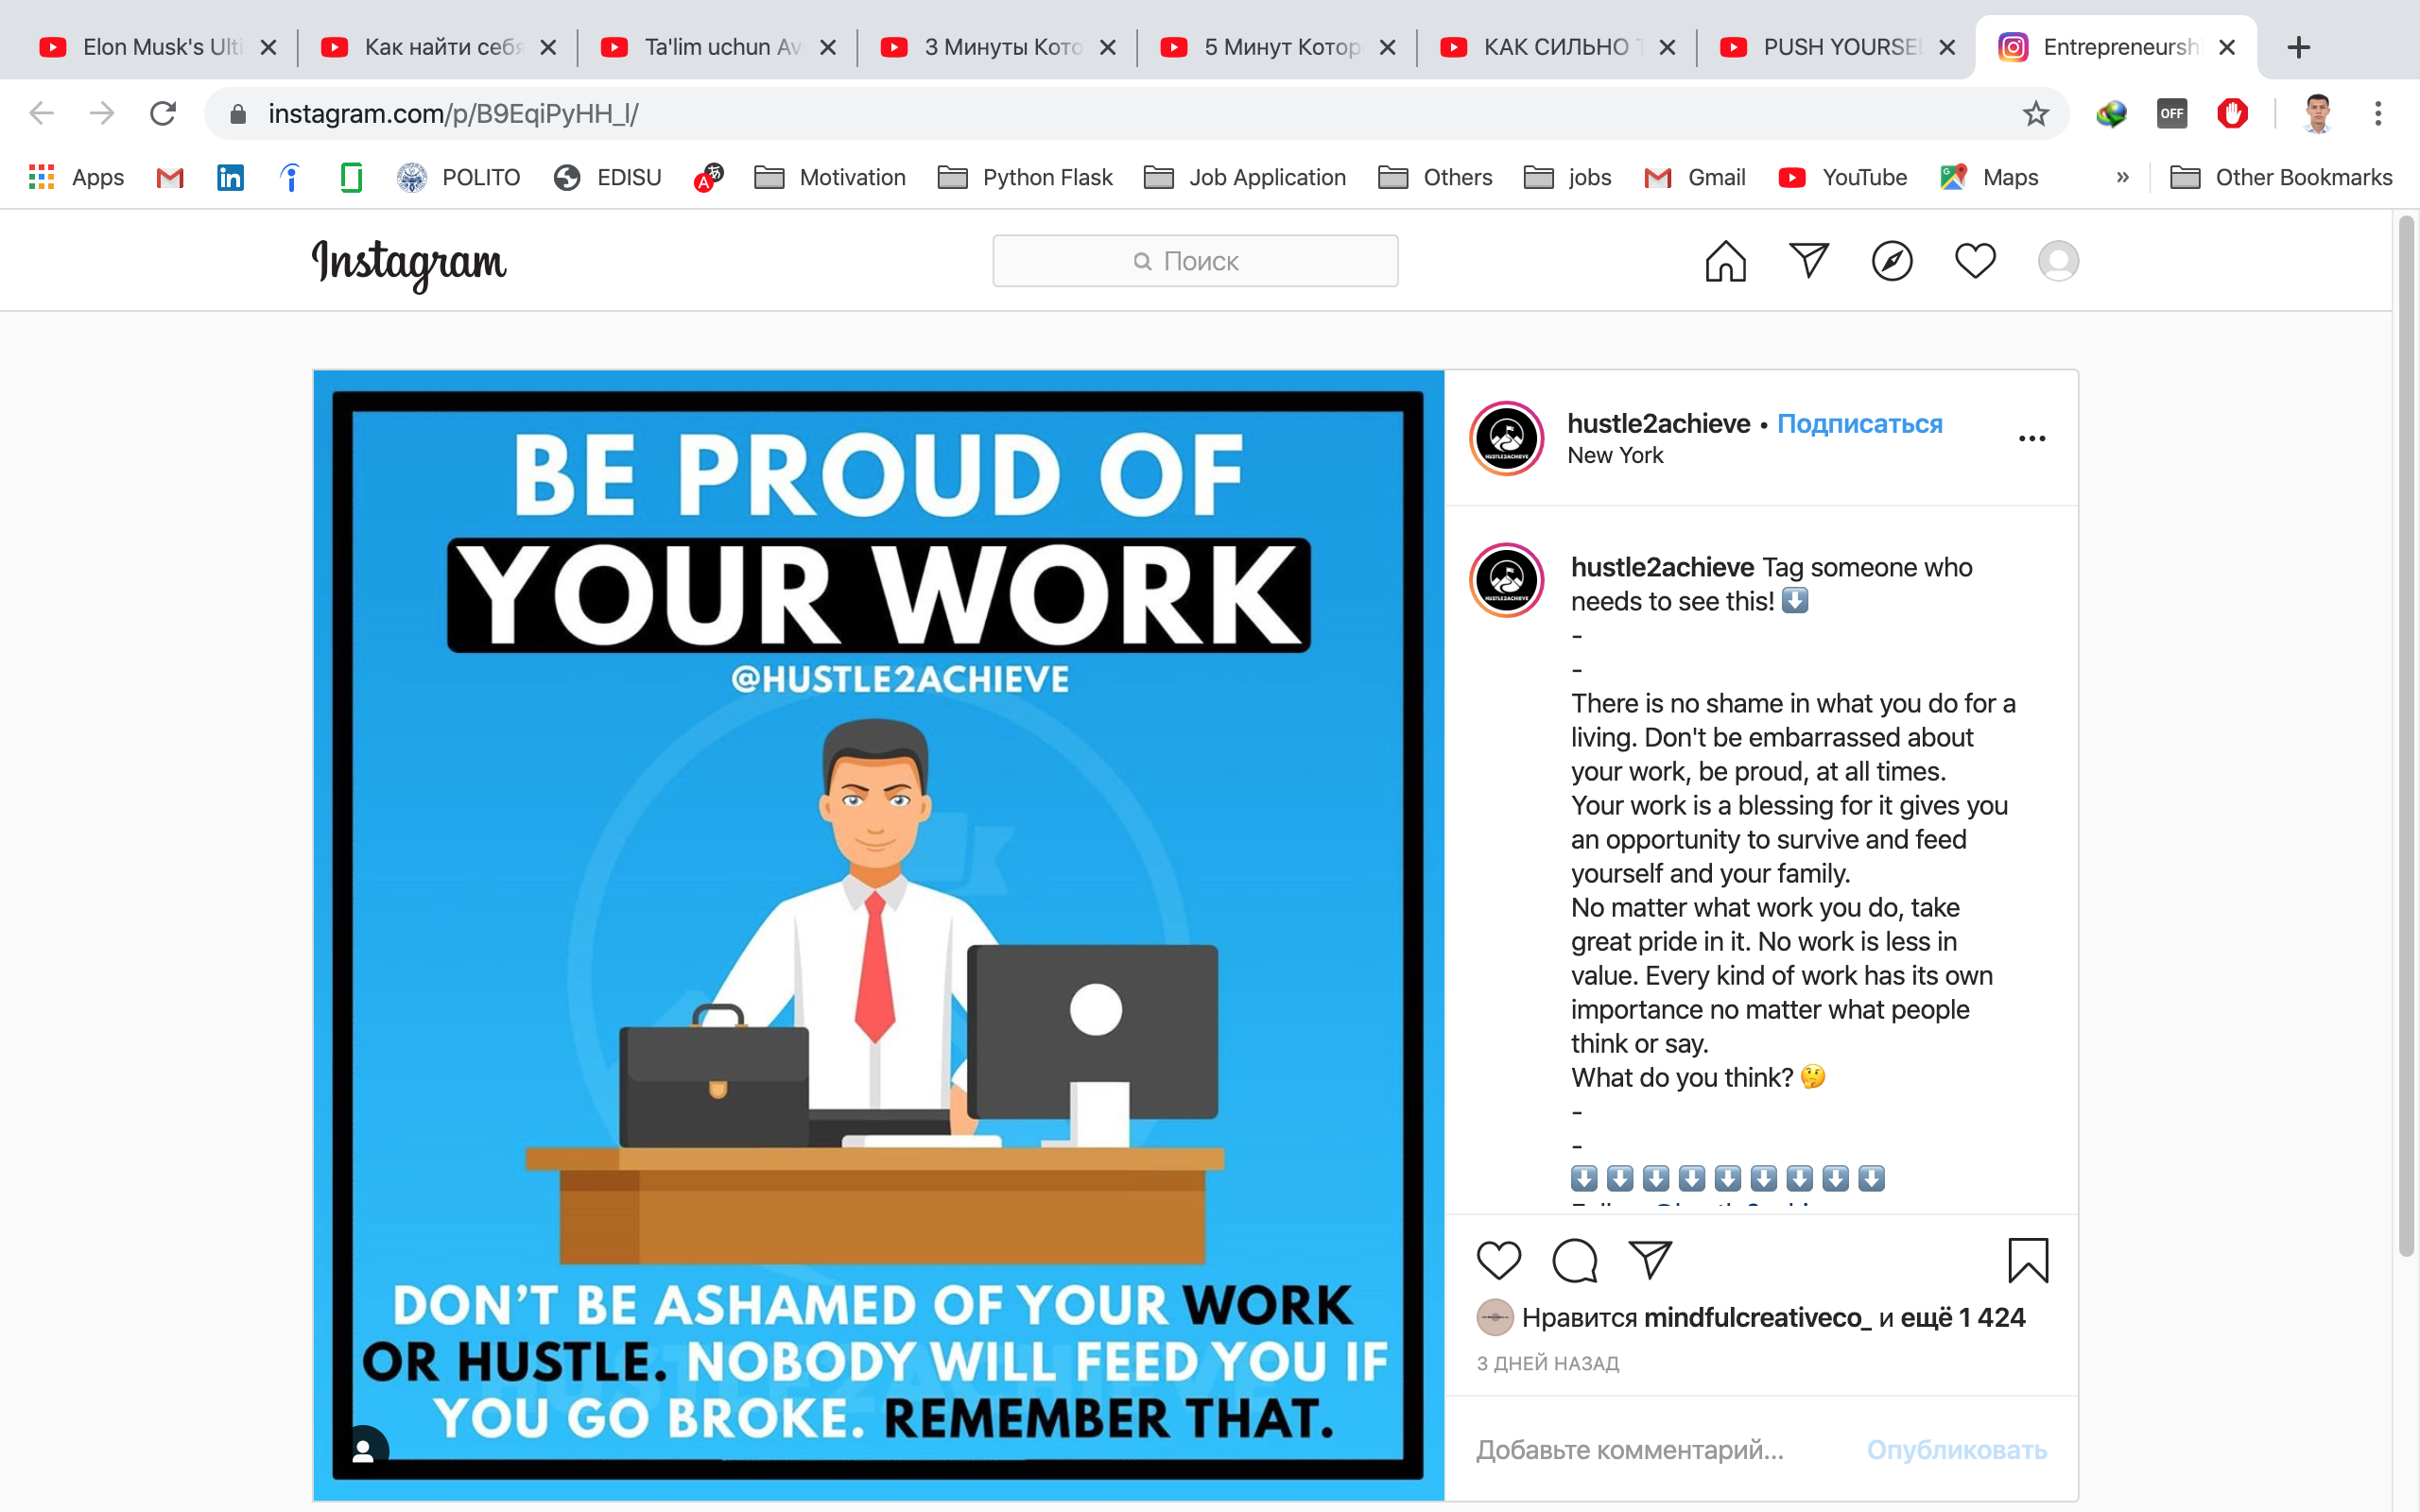 Elon Musk's Ulti
Как найти себя
Ta'lim uchun Av
3 Минуты Кото
5 Минут Котор
КАК СИЛЬНО Т
PUSH YOURSEL
Entrepreneurshi
instagram.com/p/B9EqiPyHH_l/
OFF
Apps
POLITO
EDISU
Motivation
Python Flask
Job Application
Others
jobs
Gmail
YouTube
Maps
»
Other Bookmarks
Instagram
Поиск
BE PROUD OF
YOUR WORK
@HUSTLE2ACHIEVE
DON'T BE ASHAMED OF YOUR WORK
OR HUSTLE. NOBODY WILL FEED YOU IF
YOU GO BROKE. REMEMBER THAT.
hustle2achieve • Подписаться
New York
hustle2achieve Tag someone who
needs to see this! ⬇️
-
-
There is no shame in what you do for a
living. Don't be embarrassed about
your work, be proud, at all times.
Your work is a blessing for it gives you
an opportunity to survive and feed
yourself and your family.
No matter what work you do, take
great pride in it. No work is less in
value. Every kind of work has its own
importance no matter what people
think or say.
What do you think? 🤔
-
-
⬇️ ⬇️ ⬇️ ⬇️ ⬇️ ⬇️ ⬇️ ⬇️ ⬇️
Нравится mindfulcreativeco_ и ещё 1 424
3 ДНЕЙ НАЗАД
Добавьте комментарий...
Опубликовать